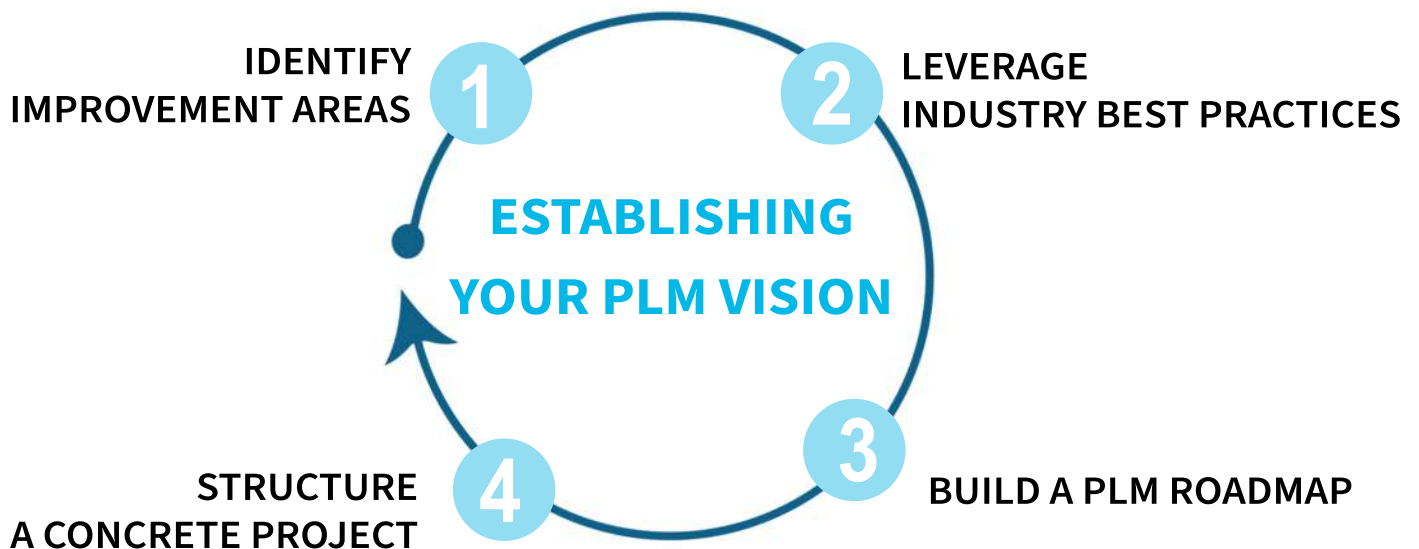 IDENTIFY
IMPROVEMENT AREAS
1
2
LEVERAGE
INDUSTRY BEST PRACTICES
ESTABLISHING
YOUR PLM VISION
3
BUILD A PLM ROADMAP
4
STRUCTURE
A CONCRETE PROJECT